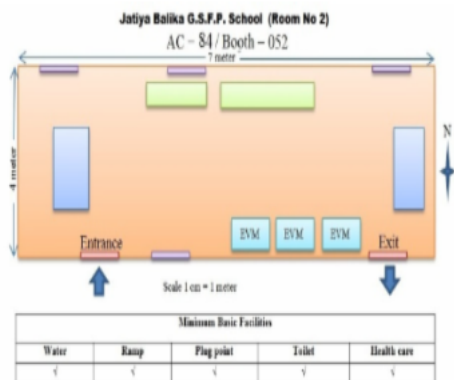 Jatiya Balika G.S.F.P. School (Room No 2)
AC - 84 / Booth - 052
7 meter
4 meter
N
EVM EVM EVM
Entrance
Exit
Scale 1 cm = 1 meter
Minimum Basic Facilities
Water Ramp Plug point Toilet Health care
√ √ √ √ √